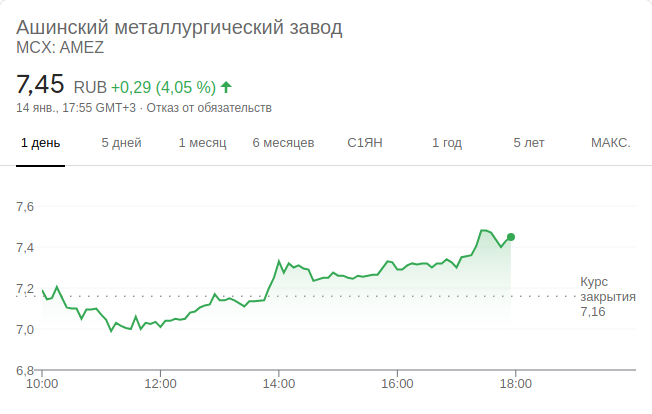 Ашинский металлургический завод
MCX: AMEZ
7,45 RUB +0,29 (4,05 %)
14 янв., 17:55 GMT+3 · Отказ от обязательств
1 день 5 дней 1 месяц 6 месяцев С1ЯН 1 год 5 лет МАКС.
7,6
7,4
7,2
7,0
6,8
Курс
закрытия
7,16
10:00 12:00 14:00 16:00 18:00